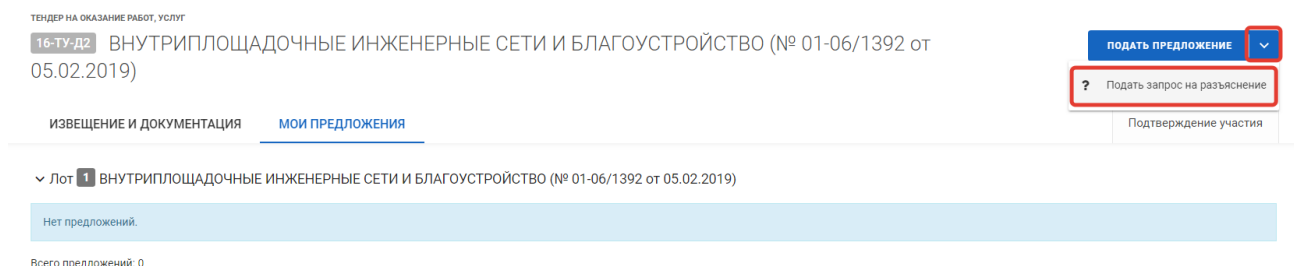 ТЕНДЕР НА ОКАЗАНИЕ РАБОТ, УСЛУГ
16-ТУ-Д2 ВНУТРИПЛОЩАДОЧНЫЕ ИНЖЕНЕРНЫЕ СЕТИ И БЛАГОУСТРОЙСТВО (№ 01-06/1392 от
05.02.2019)
ПОДАТЬ ПРЕДЛОЖЕНИЕ
? Подать запрос на разъяснение
ИЗВЕЩЕНИЕ И ДОКУМЕНТАЦИЯ МОИ ПРЕДЛОЖЕНИЯ Подтверждение участия
Лот 1 ВНУТРИПЛОЩАДОЧНЫЕ ИНЖЕНЕРНЫЕ СЕТИ И БЛАГОУСТРОЙСТВО (№ 01-06/1392 от 05.02.2019)
Нет предложений.
Всего предложений: 0